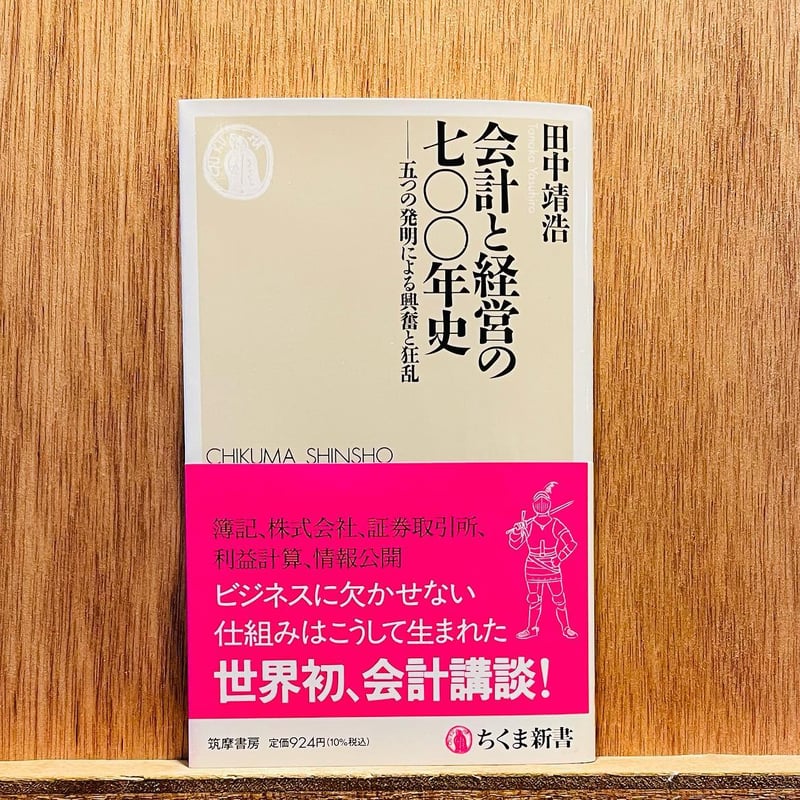 田中靖浩
Tanaka Yasuhiro
会計と経営の
七〇〇年史
──五つの発明による興奮と狂乱
CHIKUMA SHINSHO
簿記、株式会社、証券取引所、
利益計算、情報公開
ビジネスに欠かせない
仕組みはこうして生まれた
世界初、会計講談!
筑摩書房 定価924円(10%税込)
ちくま新書